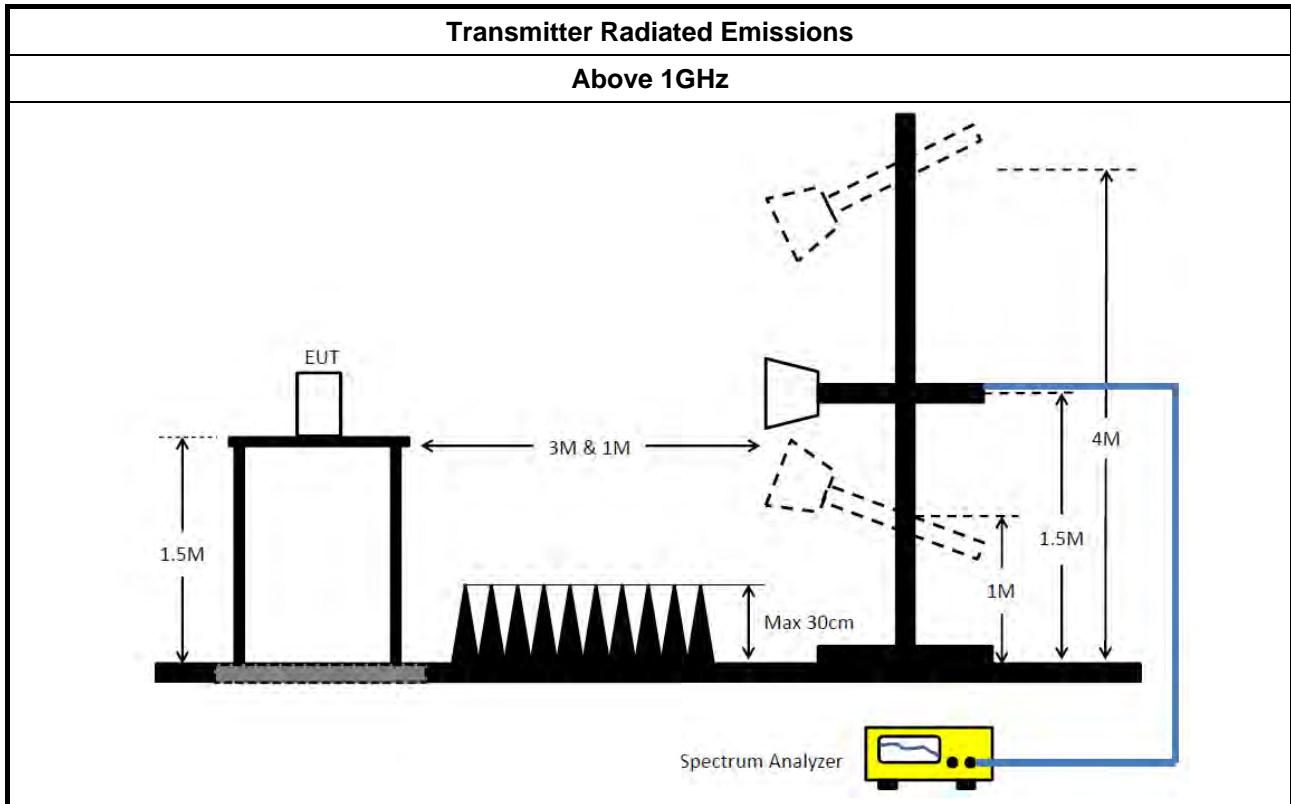 Transmitter Radiated Emissions
Above 1GHz
EUT
3M & 1M
4M
1.5M
1.5M
1M
Max 30cm
Spectrum Analyzer